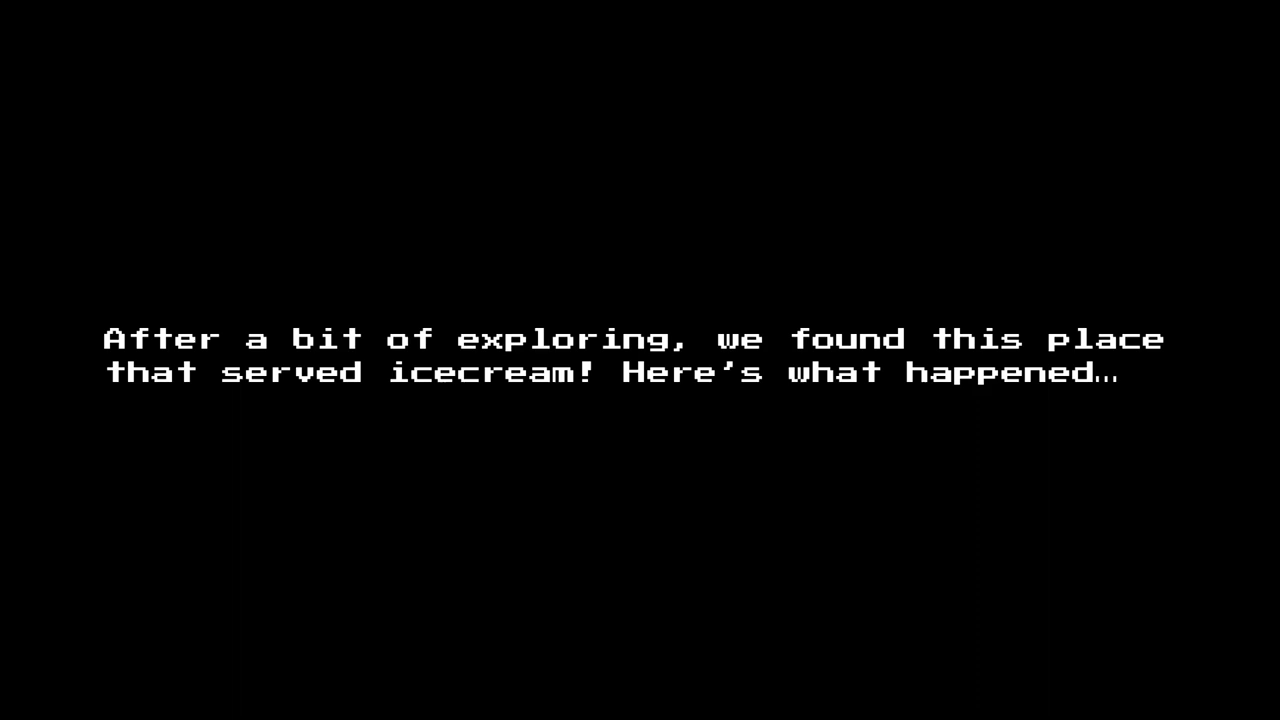 After a bit of exploring, we found this place
that served icecream! Here's what happened…